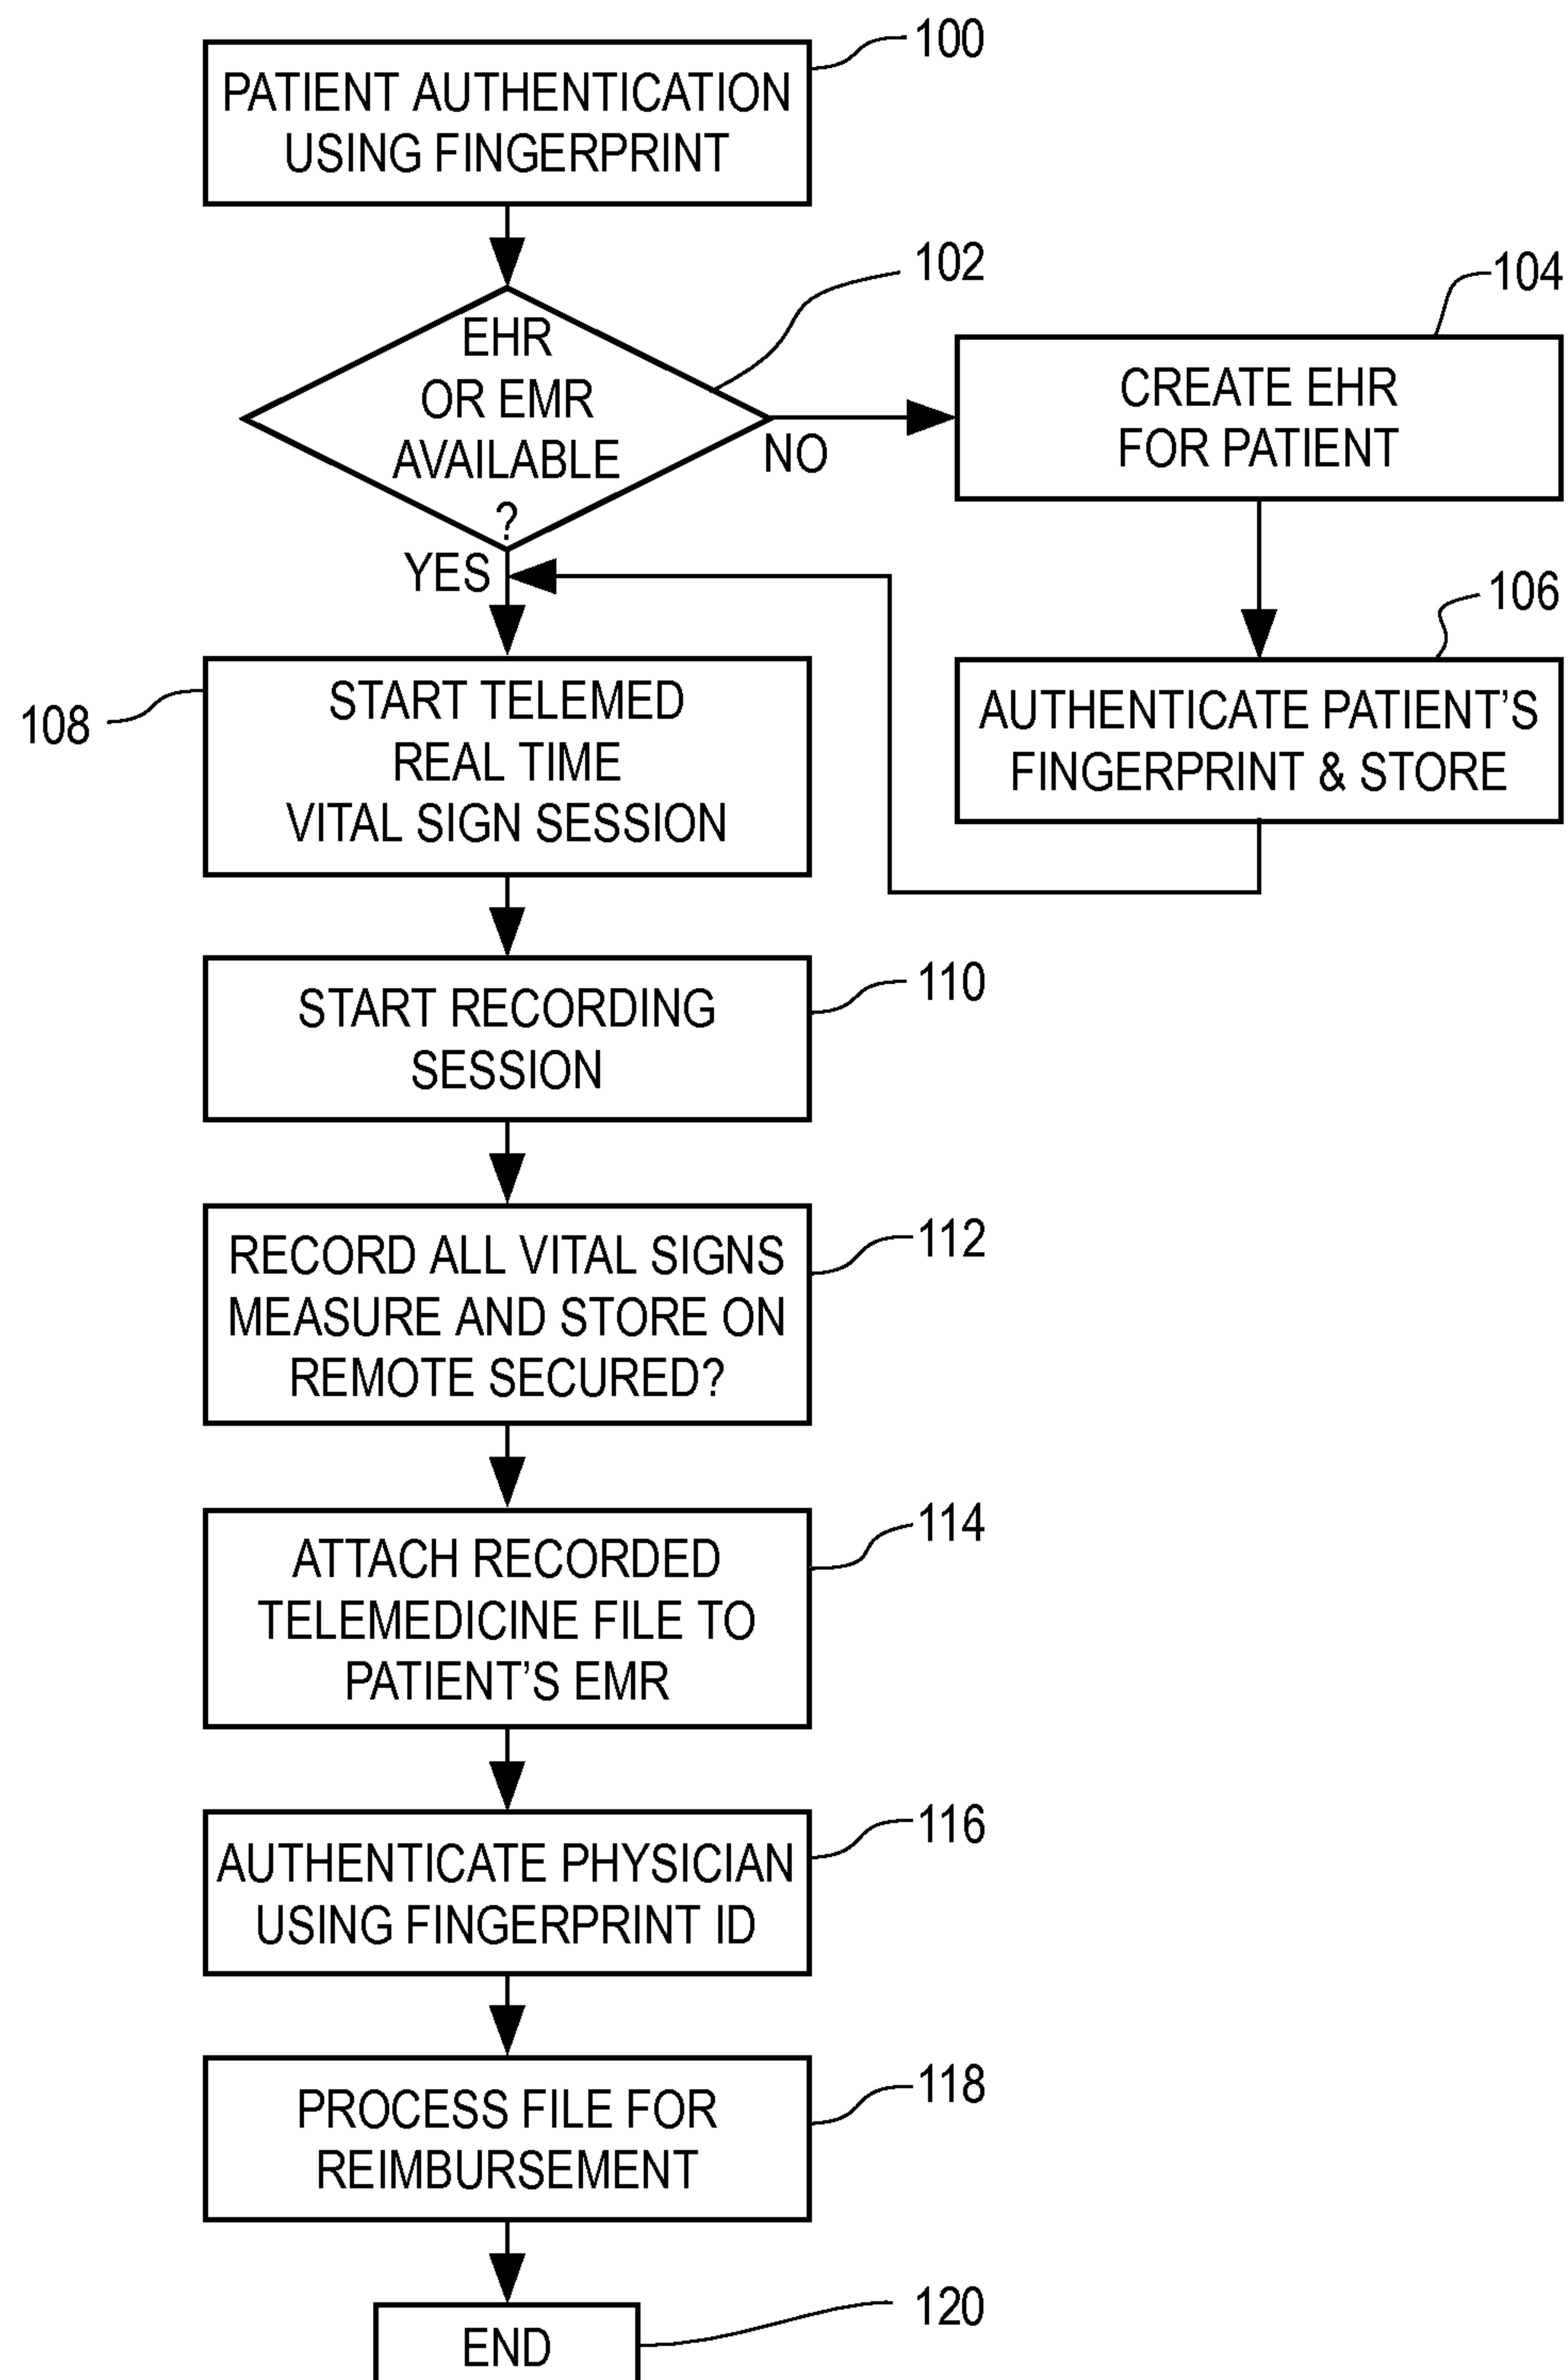 100
PATIENT AUTHENTICATION
USING FINGERPRINT
102
EHR
OR EMR
AVAILABLE
?
NO
YES
104
CREATE EHR
FOR PATIENT
106
AUTHENTICATE PATIENT’S
FINGERPRINT & STORE
108
START TELEMED
REAL TIME
VITAL SIGN SESSION
110
START RECORDING
SESSION
112
RECORD ALL VITAL SIGNS
MEASURE AND STORE ON
REMOTE SECURED?
114
ATTACH RECORDED
TELEMEDICINE FILE TO
PATIENT’S EMR
116
AUTHENTICATE PHYSICIAN
USING FINGERPRINT ID
118
PROCESS FILE FOR
REIMBURSEMENT
120
END